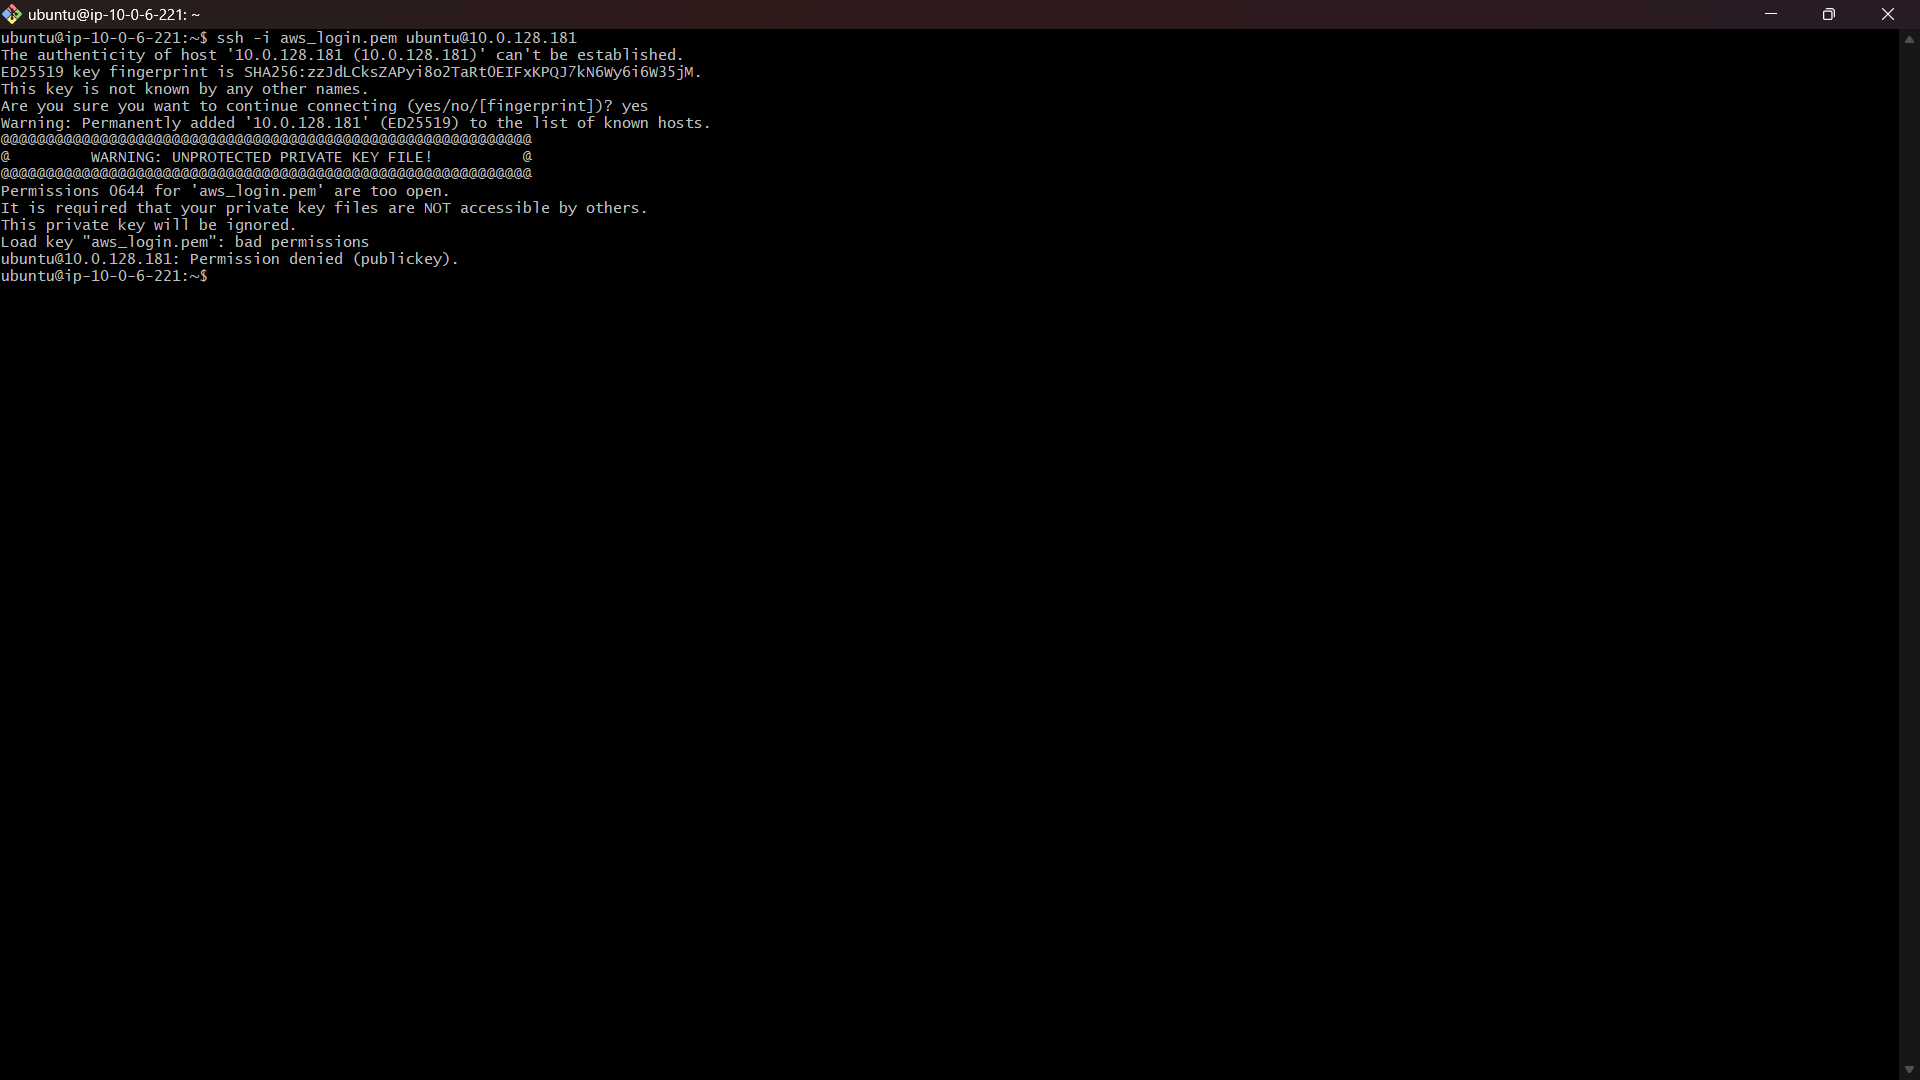 ubuntu@ip-10-0-6-221: ~
ubuntu@ip-10-0-6-221:~$ ssh -i aws_login.pem ubuntu@10.0.128.181
The authenticity of host '10.0.128.181 (10.0.128.181)' can't be established.
ED25519 key fingerprint is SHA256:zzJdLCksZAPyi8o2TaRtOEIFxKPQJ7kN6Wy6i6W35jM.
This key is not known by any other names.
Are you sure you want to continue connecting (yes/no/[fingerprint])? yes
Warning: Permanently added '10.0.128.181' (ED25519) to the list of known hosts.
@@@@@@@@@@@@@@@@@@@@@@@@@@@@@@@@@@@@@@@@@@@@@@@@@@@@@@@@@@@
@         WARNING: UNPROTECTED PRIVATE KEY FILE!          @
@@@@@@@@@@@@@@@@@@@@@@@@@@@@@@@@@@@@@@@@@@@@@@@@@@@@@@@@@@@
Permissions 0644 for 'aws_login.pem' are too open.
It is required that your private key files are NOT accessible by others.
This private key will be ignored.
Load key "aws_login.pem": bad permissions
ubuntu@10.0.128.181: Permission denied (publickey).
ubuntu@ip-10-0-6-221:~$